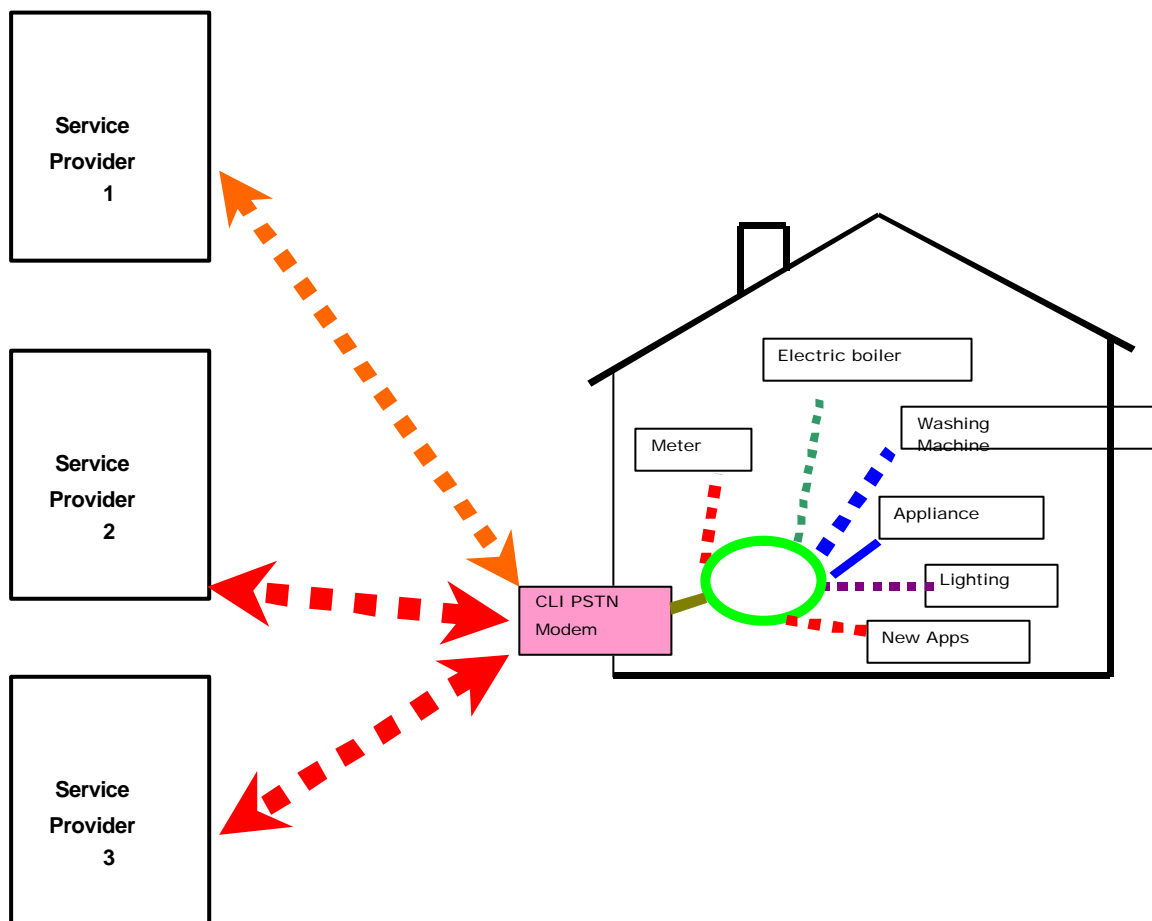 Service
Provider
1
Service
Provider
2
Service
Provider
3
Electric boiler
Meter
Washing
Machine
Appliance
Lighting
New Apps
CLI PSTN
Modem